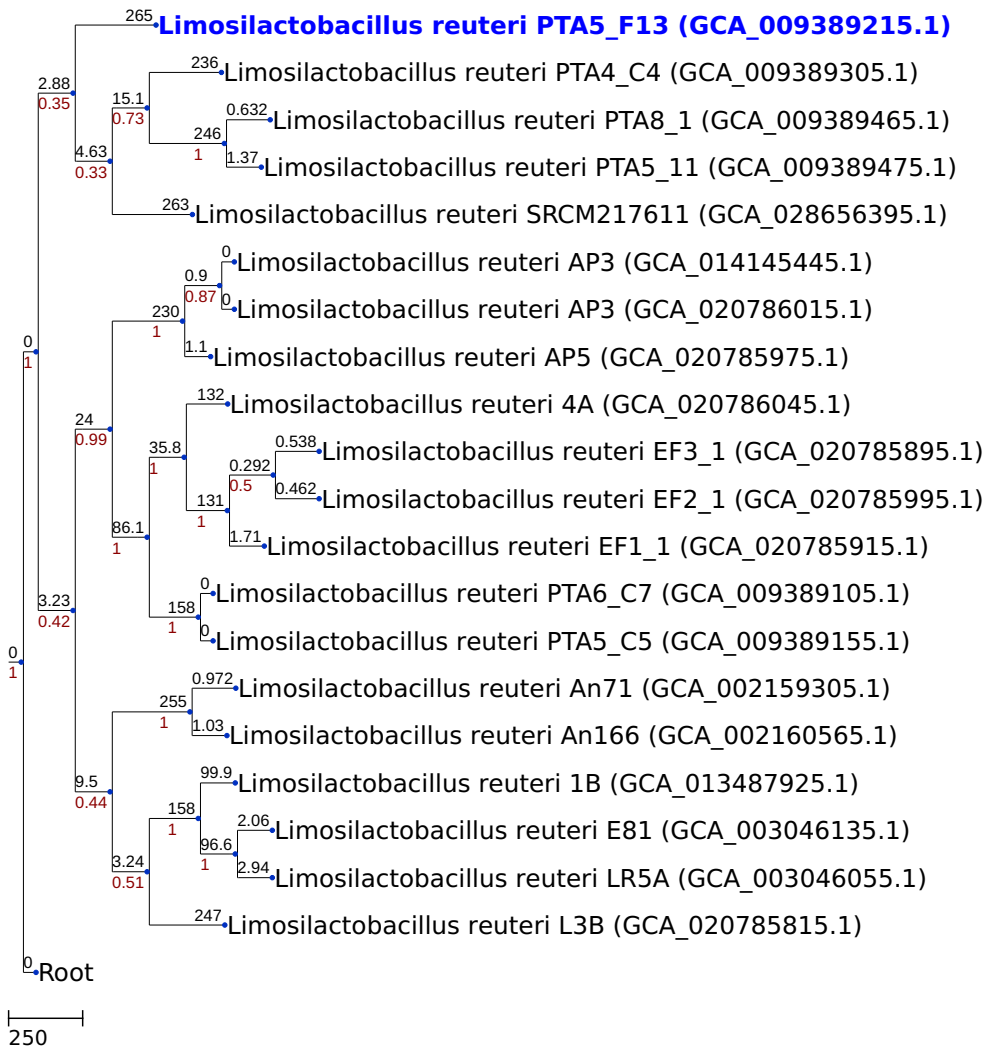 265
Limosilactobacillus reuteri PTA5_F13 (GCA_009389215.1)
236
Limosilactobacillus reuteri PTA4_C4 (GCA_009389305.1)
2.88
0.35
15.1
0.73
0.632
Limosilactobacillus reuteri PTA8_1 (GCA_009389465.1)
246
1
4.63
0.33
1.37
Limosilactobacillus reuteri PTA5_11 (GCA_009389475.1)
263
Limosilactobacillus reuteri SRCM217611 (GCA_028656395.1)
0
Limosilactobacillus reuteri AP3 (GCA_014145445.1)
0.9
0.87
0
Limosilactobacillus reuteri AP3 (GCA_020786015.1)
230
1
0
1
1.1
Limosilactobacillus reuteri AP5 (GCA_020785975.1)
132
Limosilactobacillus reuteri 4A (GCA_020786045.1)
24
0.99
35.8
1
0.538
Limosilactobacillus reuteri EF3_1 (GCA_020785895.1)
0.292
0.5
0.462
Limosilactobacillus reuteri EF2_1 (GCA_020785995.1)
131
1
86.1
1
1.71
Limosilactobacillus reuteri EF1_1 (GCA_020785915.1)
0
Limosilactobacillus reuteri PTA6_C7 (GCA_009389105.1)
3.23
0.42
158
1
0
Limosilactobacillus reuteri PTA5_C5 (GCA_009389155.1)
0
1
0.972
Limosilactobacillus reuteri An71 (GCA_002159305.1)
255
1
1.03
Limosilactobacillus reuteri An166 (GCA_002160565.1)
99.9
Limosilactobacillus reuteri 1B (GCA_013487925.1)
9.5
0.44
158
1
2.06
Limosilactobacillus reuteri E81 (GCA_003046135.1)
96.6
1
3.24
0.51
2.94
Limosilactobacillus reuteri LR5A (GCA_003046055.1)
247
Limosilactobacillus reuteri L3B (GCA_020785815.1)
0
Root
250